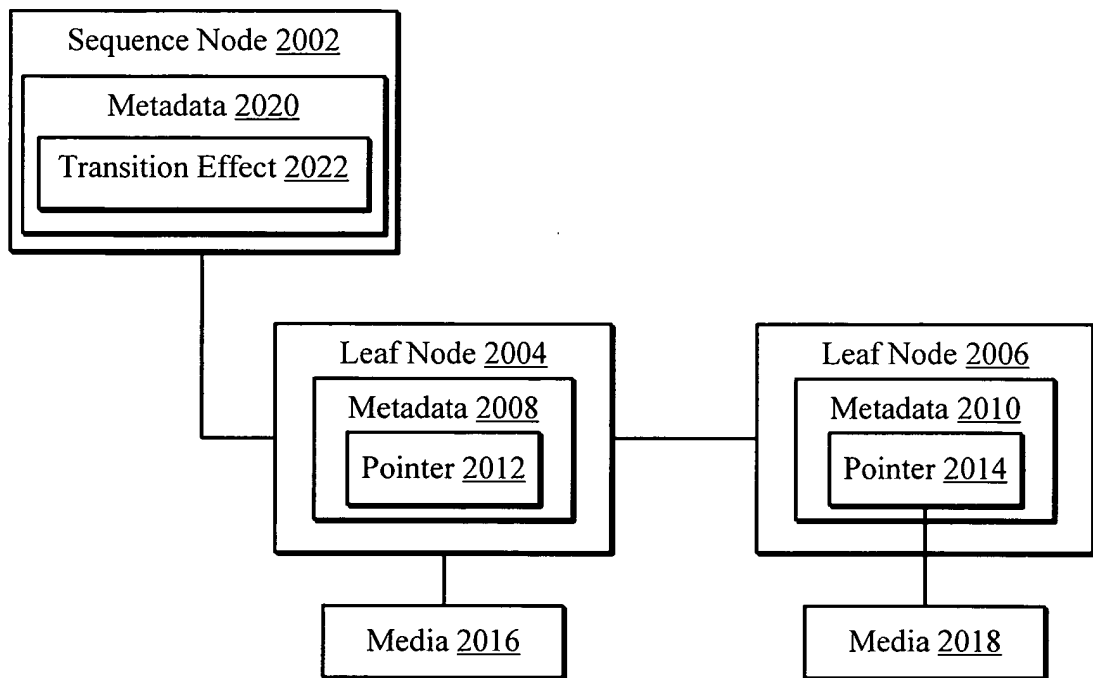 Sequence Node 2002
Metadata 2020
Transition Effect 2022
Leaf Node 2004
Metadata 2008
Pointer 2012
Leaf Node 2006
Metadata 2010
Pointer 2014
Media 2016
Media 2018